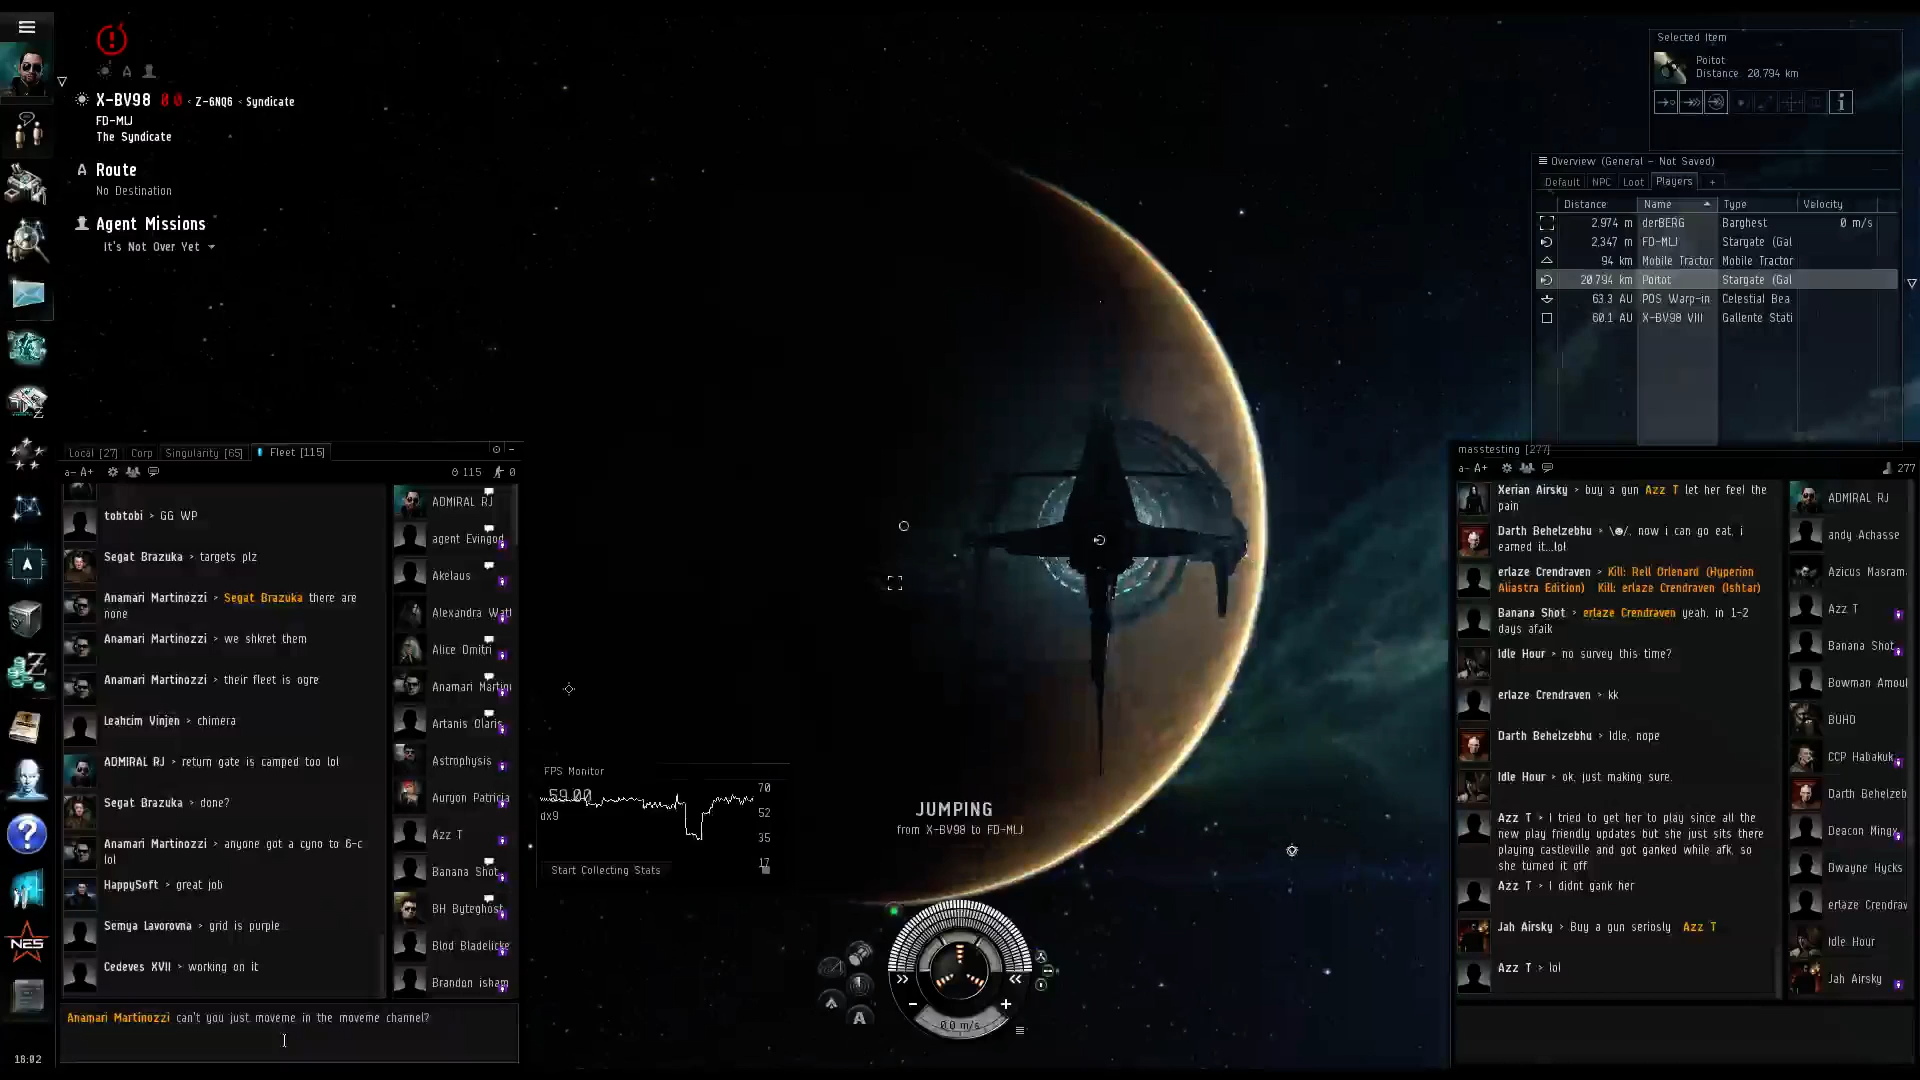 X-BV98 0.0 < Z-6NQ6 < Syndicate
FD-MLJ
The Syndicate
Route
No Destination
Agent Missions
It's Not Over Yet
Selected Item
Poitot
Distance 20,794 km
Overview (General - Not Saved)
Default NPC Loot Players +
Distance Name Type Velocity
2,974 m derBERG Barghest 0 m/s
2,347 m FD-MLJ Stargate (Gal
94 km Mobile Tractor Mobile Tractor
20,794 km Poitot Stargate (Gal
63.3 AU POS Warp-in Celestial Bea
60.1 AU X-BV98 VIII Gallente Stati
Local [27] Corp Singularity [65] Fleet [115]
a- A+ 0 115 0
tobtobi > GG WP
Segat Brazuka > targets plz
Anamari Martinozzi > Segat Brazuka there are
none
Anamari Martinozzi > we shkret them
Anamari Martinozzi > their fleet is ogre
Leahcim Vinjen > chimera
ADMIRAL RJ > return gate is camped too lol
Segat Brazuka > done?
Anamari Martinozzi > anyone got a cyno to 6-c
lol
HappySoft > great job
Semya Lavorovna > grid is purple
Cedeves XVII > working on it
ADMIRAL RJ
agent Evingod
Akelaus
Alexandra Watt
Alice Dmitri
Anamari Martino
Artanis Olaris
Astrophysis
Auryon Patricia
Azz T
Banana Shot
BH Byteghost
Blod Bladelicke
Brandon isham
Anamari Martinozzi can't you just moveme in the moveme channel?
18:02
NES
FPS Monitor
59.00
dx9
70
52
35
17
Start Collecting Stats
JUMPING
from X-BV98 to FD-MLJ
0.0 m/s
masstesting [277]
a- A+ 277
Xerian Airsky > buy a gun Azz T let her feel the
pain
Darth Behelzebhu > \☻/, now i can go eat, i
earned it...lol
erlaze Crendraven > Kill: Rell Orlenard (Hyperion
Aliastra Edition) Kill: erlaze Crendraven (Ishtar)
Banana Shot > erlaze Crendraven yeah, in 1-2
days afaik
Idle Hour > no survey this time?
erlaze Crendraven > kk
Darth Behelzebhu > Idle, nope
Idle Hour > ok, just making sure.
Azz T > I tried to get her to play since all the
new play friendly updates but she just sits there
playing castleville and got ganked while afk, so
she turned it off
Azz T > I didnt gank her
Jah Airsky > Buy a gun seriosly Azz T
Azz T > lol
ADMIRAL RJ
andy Achasse
Azicus Masram
Azz T
Banana Shot
Bowman Amou
BUHO
CCP Habakuk
Darth Behelzeb
Deacon Mingx
Dwayne Hycks
erlaze Crendrav
Idle Hour
Jah Airsky